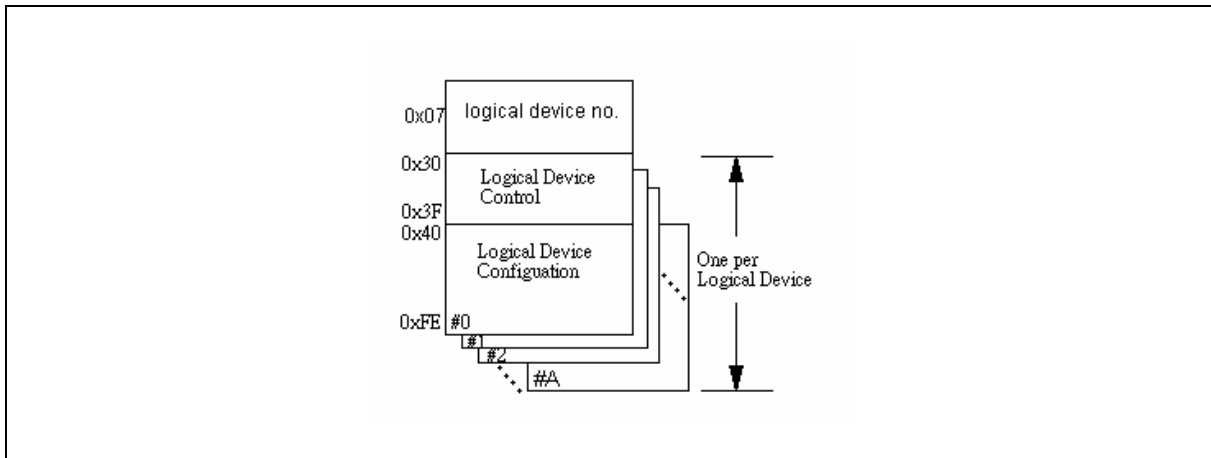 0x07
logical device no.
0x30
Logical Device
Control
0x3F
0x40
Logical Device
Configuation
One per
Logical Device
0xFE
#0
#1
#2
#A